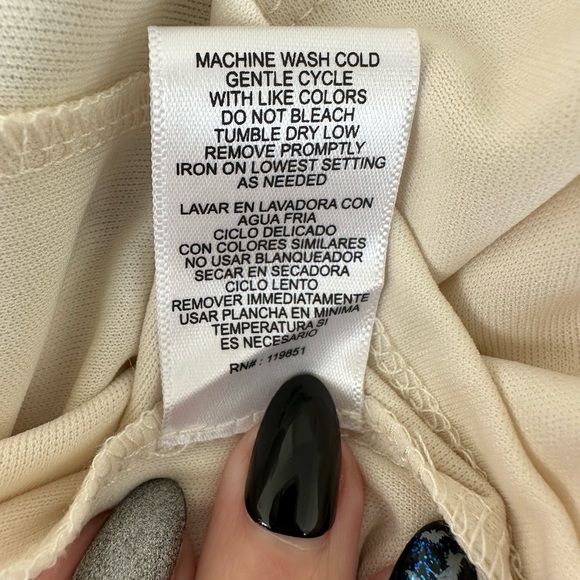 MACHINE WASH COLD
GENTLE CYCLE
WITH LIKE COLORS
DO NOT BLEACH
TUMBLE DRY LOW
REMOVE PROMPTLY
IRON ON LOWEST SETTING
AS NEEDED
LAVAR EN LAVADORA CON
AGUA FRIA
CICLO DELICADO
CON COLORES SIMILARES
NO USAR BLANQUEADOR
SECAR EN SECADORA
CICLO LENTO
REMOVER IMMEDIATAMENTE
USAR PLANCHA EN MINIMA
TEMPERATURA SI
ES NECESARIO
RN# : 119851